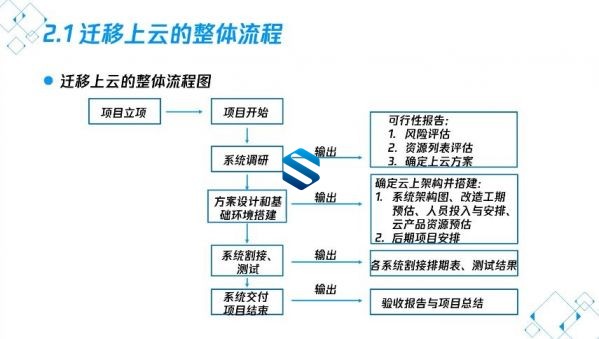 2.1 迁移上云的整体流程
迁移上云的整体流程图
项目立项
项目开始
系统调研
输出
可行性报告：
1. 风险评估
2. 资源列表评估
3. 确定上云方案
方案设计和基
础环境搭建
输出
确定云上架构并搭建：
1. 系统架构图、改造工期
预估、人员投入与安排、
云产品资源预估
2. 后期项目安排
系统割接、
测试
输出
各系统割接排期表、测试结果
系统交付
项目结束
输出
验收报告与项目总结